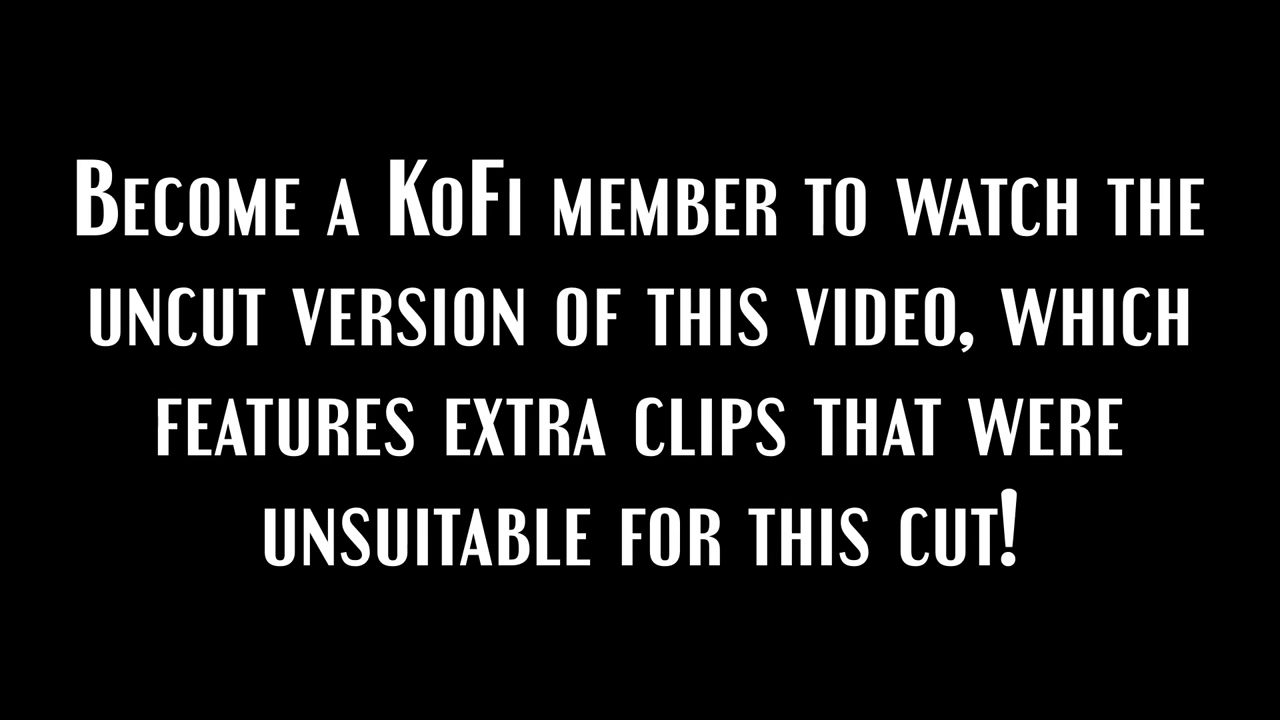 Become a KoFi member to watch the
uncut version of this video, which
features extra clips that were
unsuitable for this cut!